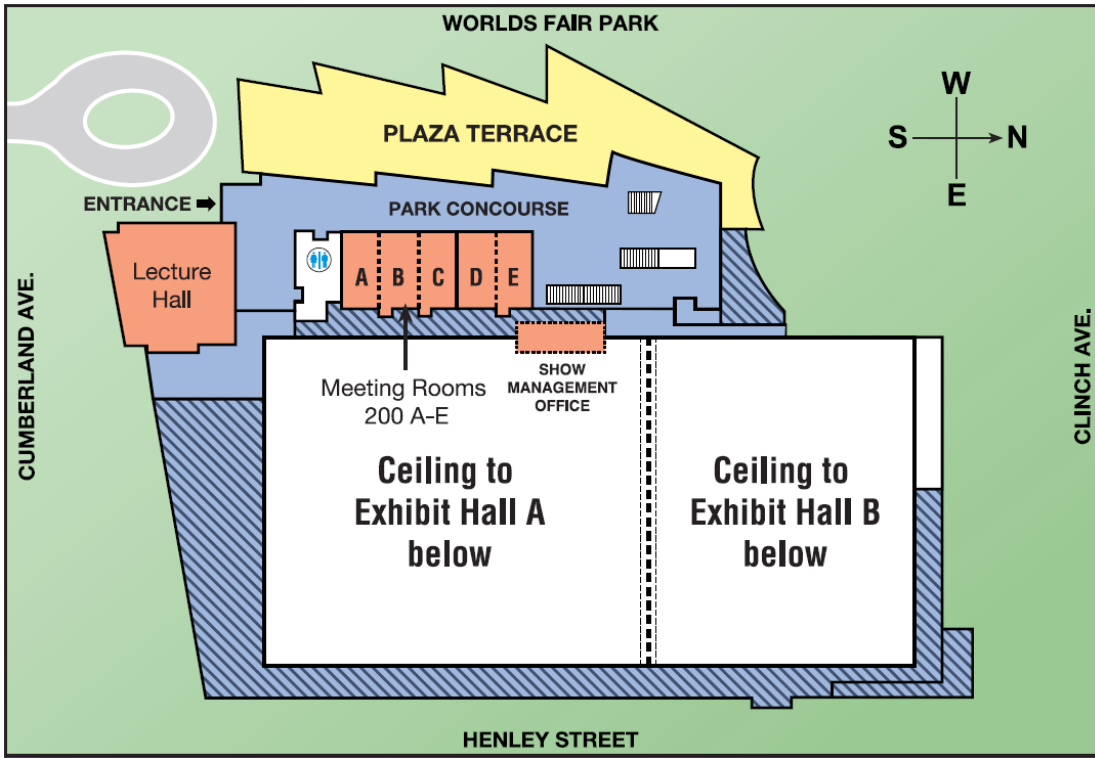 WORLDS FAIR PARK
PLAZA TERRACE
W
S
N
E
ENTRANCE
PARK CONCOURSE
Lecture
Hall
A
B
C
D
E
CUMBERLAND AVE.
CLINCH AVE.
Meeting Rooms
200 A-E
SHOW
MANAGEMENT
OFFICE
Ceiling to
Exhibit Hall A
below
Ceiling to
Exhibit Hall B
below
HENLEY STREET